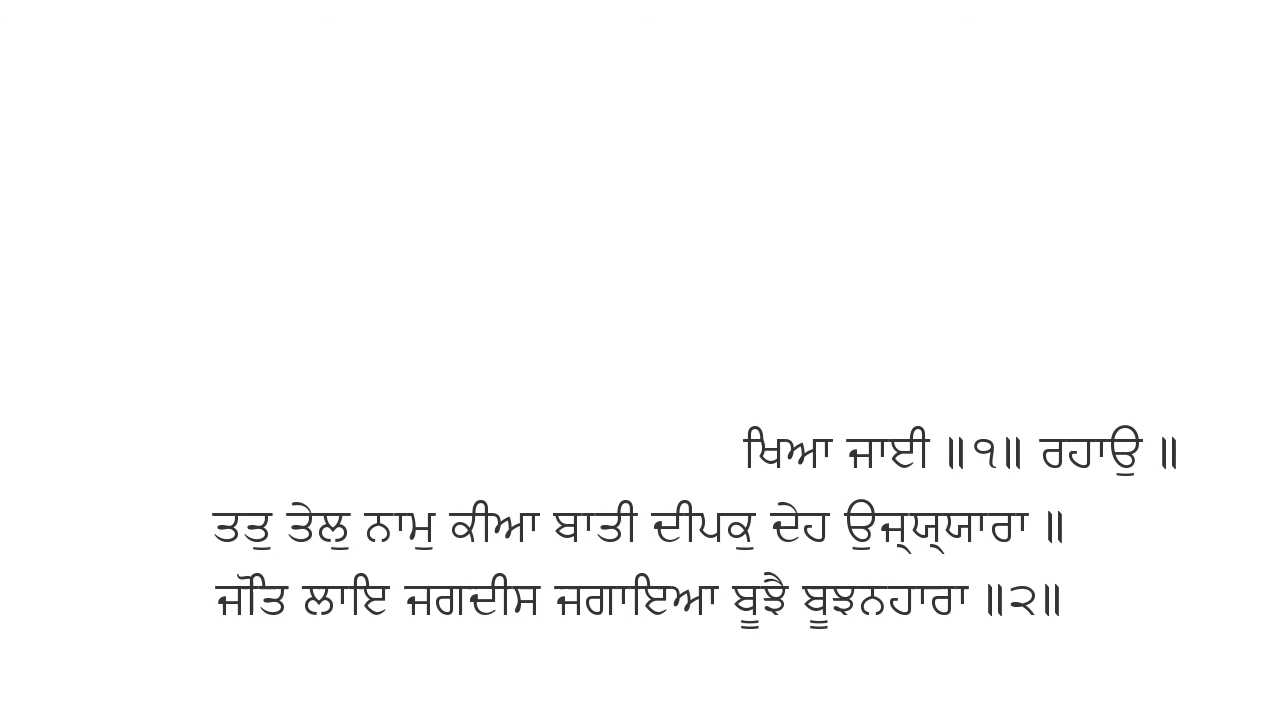 ਖਿਆ ਜਾਈ ॥੧॥ ਰਹਾਉ ॥
ਤਤੁ ਤੇਲੁ ਨਾਮੁ ਕੀਆ ਬਾਤੀ ਦੀਪਕੁ ਦੇਹ ਉਜ੍ਯ੍ਯਾਰਾ ॥
ਜੋਤਿ ਲਾਇ ਜਗਦੀਸ ਜਗਾਇਆ ਬੂਝੈ ਬੂਝਨਹਾਰਾ ॥੨॥